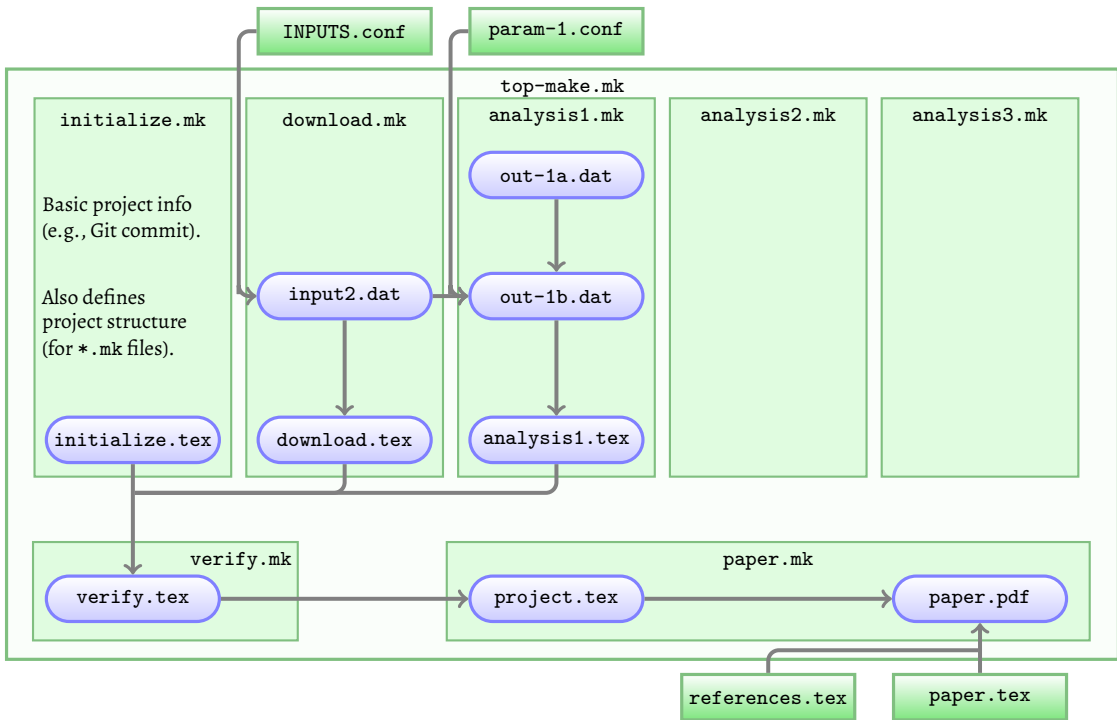 INPUTS.conf
param-1.conf
top-make.mk
initialize.mk
download.mk
analysis1.mk
analysis2.mk
analysis3.mk
out-1a.dat
Basic project info
(e.g., Git commit).
Also defines
project structure
(for *.mk files).
input2.dat
out-1b.dat
initialize.tex
download.tex
analysis1.tex
verify.mk
paper.mk
verify.tex
project.tex
paper.pdf
references.tex
paper.tex